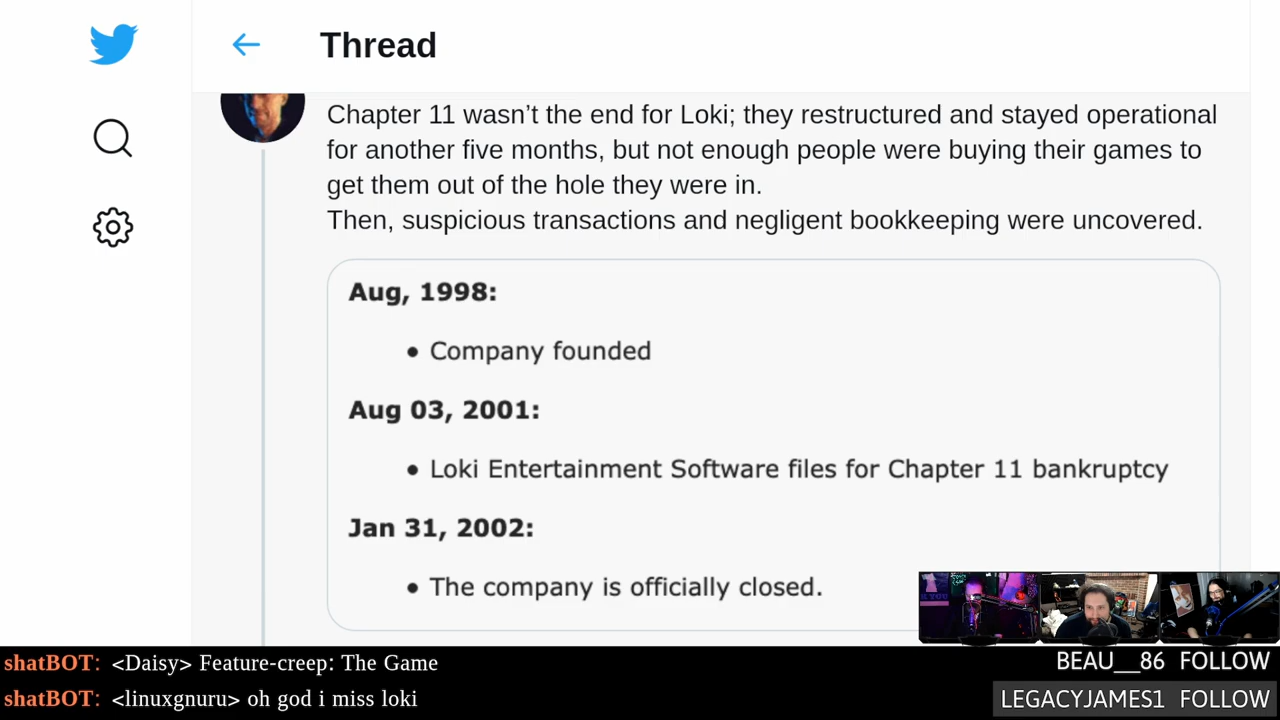 Thread
Chapter 11 wasn’t the end for Loki; they restructured and stayed operational
for another five months, but not enough people were buying their games to
get them out of the hole they were in.
Then, suspicious transactions and negligent bookkeeping were uncovered.
Aug, 1998:
• Company founded
Aug 03, 2001:
• Loki Entertainment Software files for Chapter 11 bankruptcy
Jan 31, 2002:
• The company is officially closed.
shatBOT: <Daisy> Feature-creep: The Game
BEAU__86 FOLLOW
shatBOT: <linuxgnuru> oh god i miss loki
LEGACYJAMES1 FOLLOW